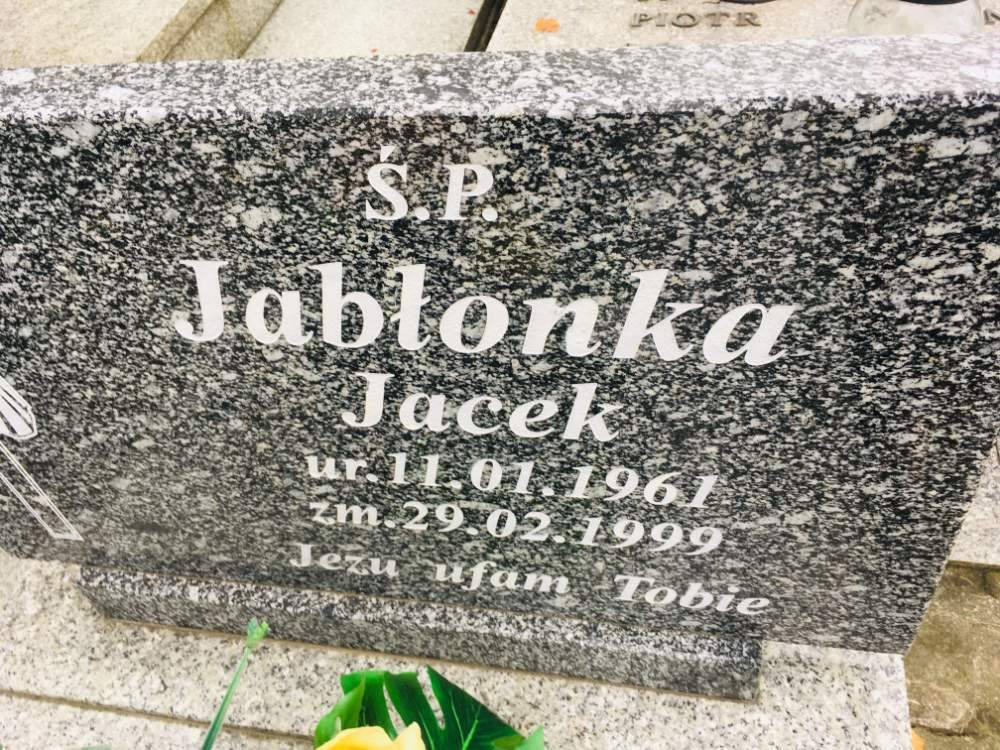 PIOTR
Ś.P.
Jabłonka
Jacek
ur.11.01.1961
zm.29.02.1999
Jezu ufam Tobie